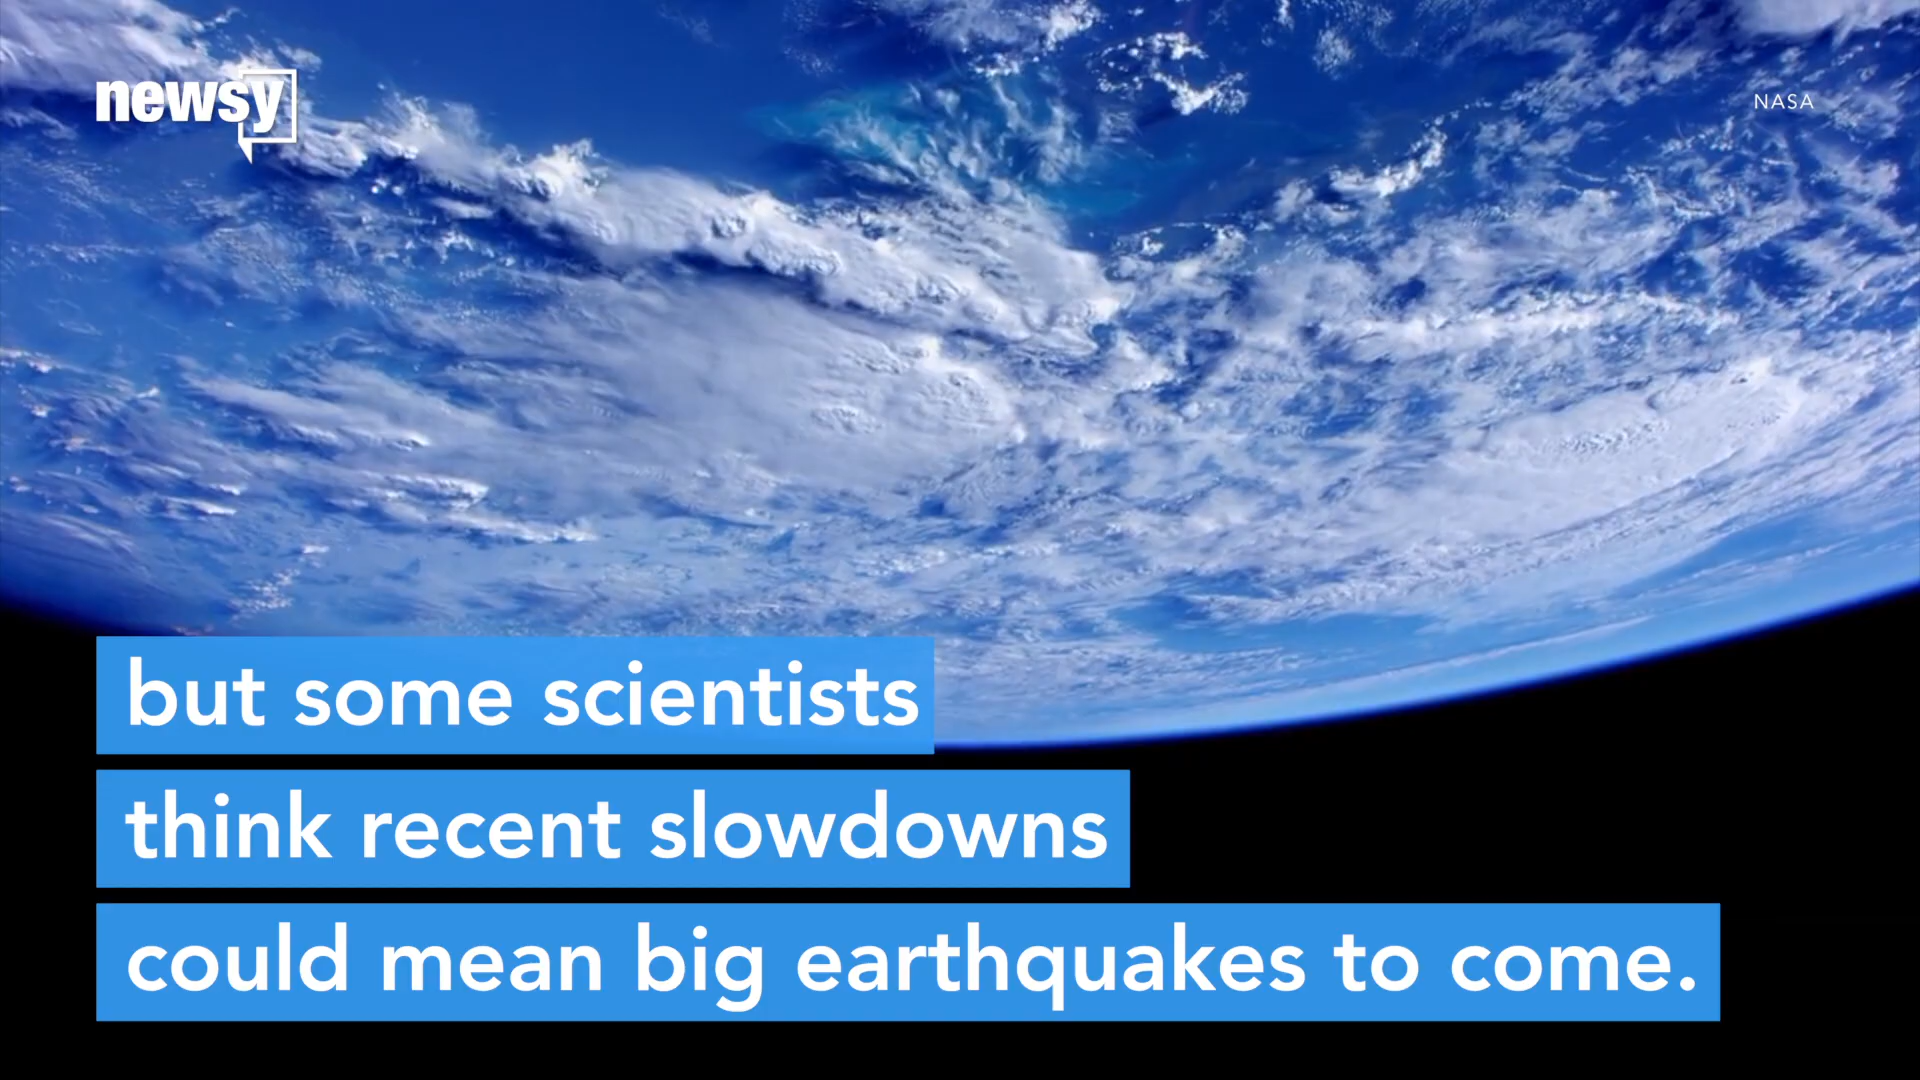 newsy
NASA
but some scientists
think recent slowdowns
could mean big earthquakes to come.